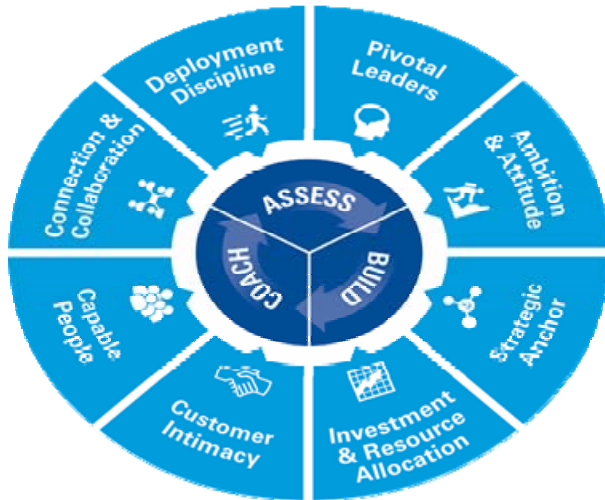 Deployment
Discipline
Pivotal
Leaders
Ambition
& Attitude
Strategic
Anchor
Investment
& Resource
Allocation
Customer
Intimacy
Capable
People
Connection &
Collaboration
ASSESS
BUILD
COACH